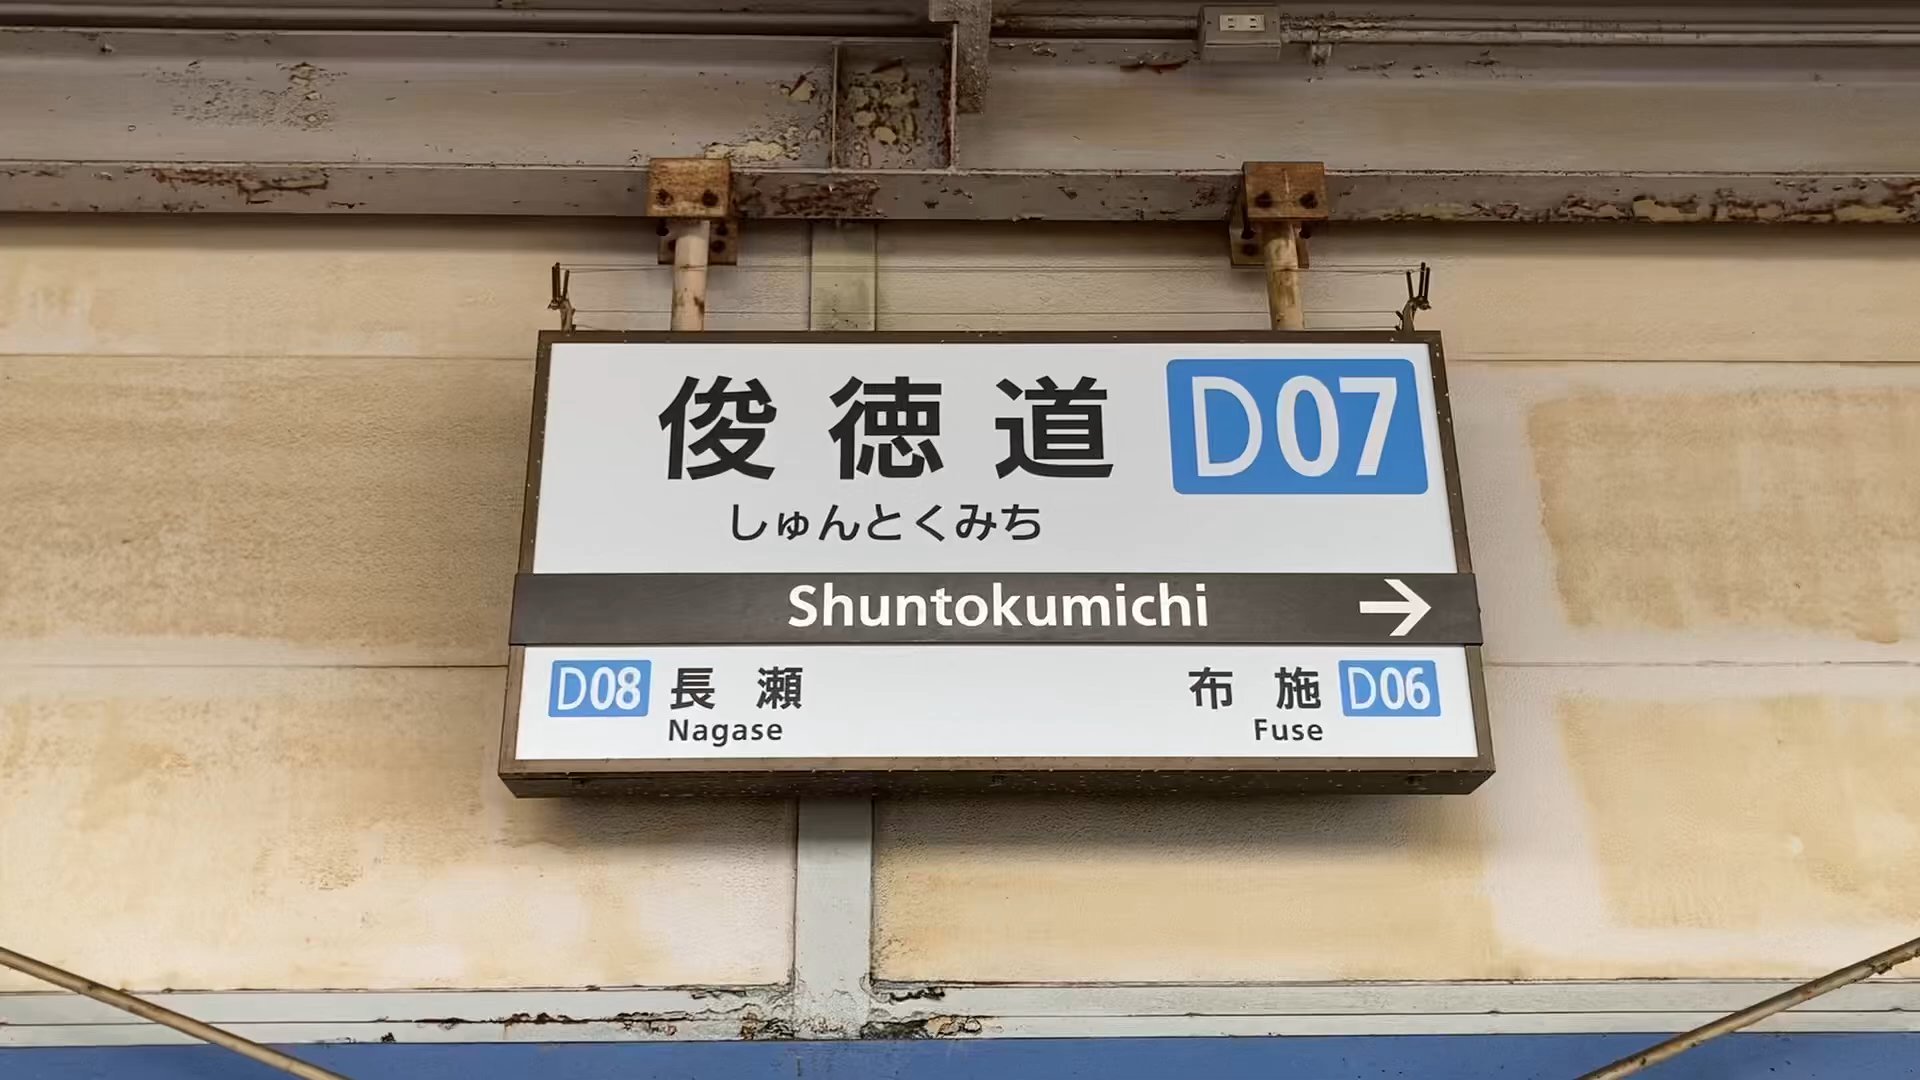 俊徳道 D07
しゅんとくみち
Shuntokumichi →
D08 長瀬 布施 D06
Nagase Fuse